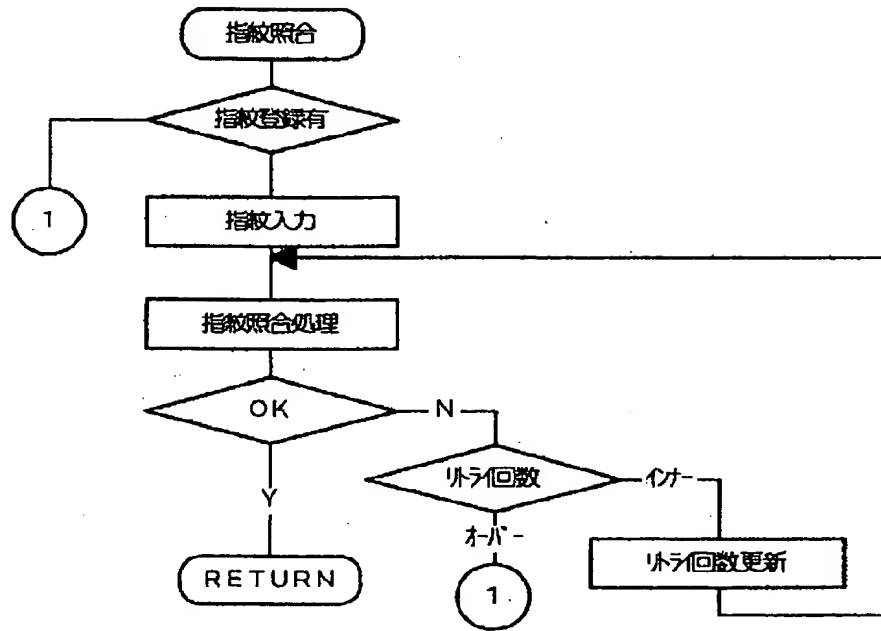 指紋照合
指紋登録有
1
指紋入力
指紋照合処理
OK
N
リトライ回数
インナー
Y
オーバー
リトライ回数更新
RETURN
1